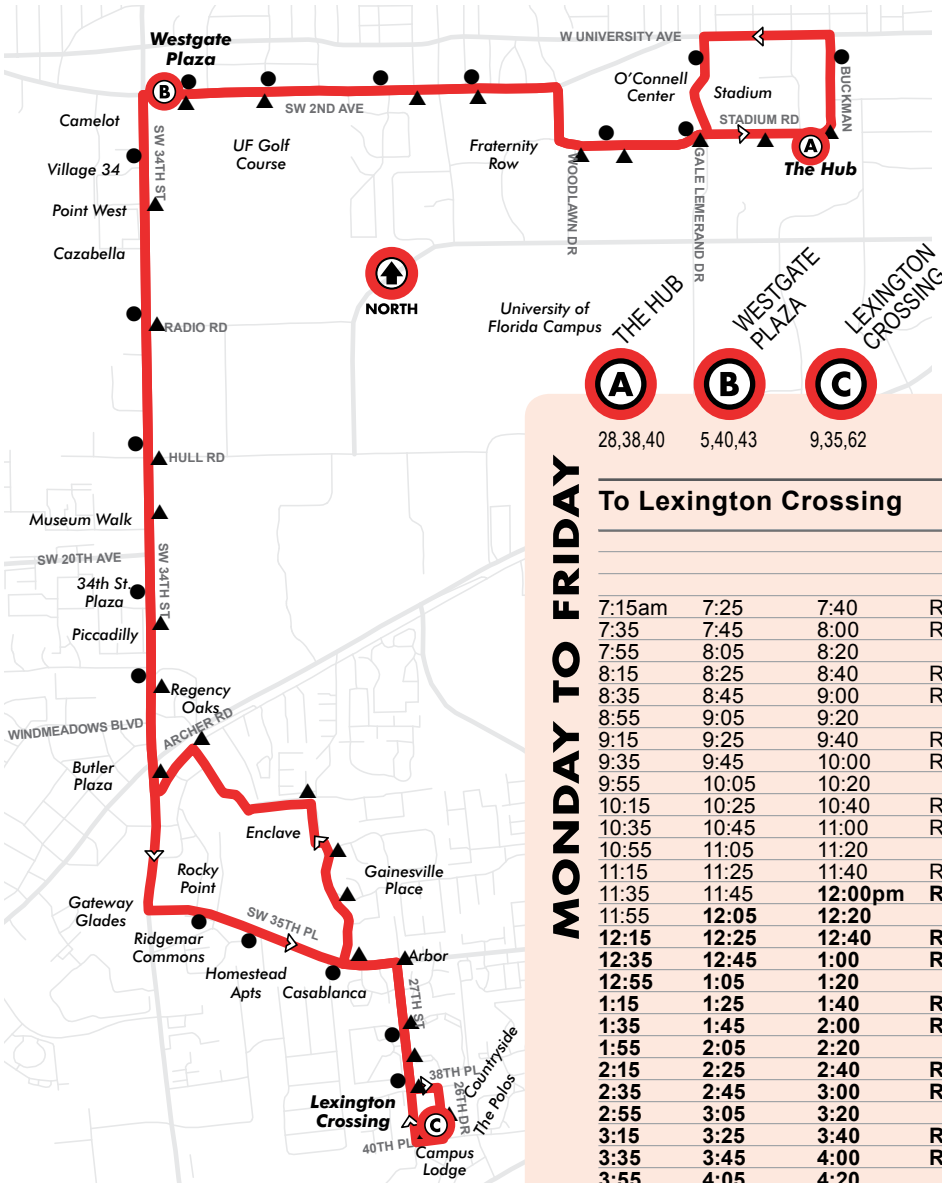 Westgate
Plaza
W UNIVERSITY AVE
B
O'Connell
Center
Stadium
BUCKMAN
Camelot
SW 2ND AVE
STADIUM RD
SW 34TH ST
UF Golf
Course
Fraternity
Row
A
The Hub
Village 34
WOODLAWN DR
GALE LEMERAND DR
Point West
Cazabella
NORTH
University of
Florida Campus
RADIO RD
HULL RD
Museum Walk
SW 20TH AVE
SW 34TH ST
34th St.
Plaza
Piccadilly
Regency
Oaks
WINDMEADOWS BLVD
ARCHER RD
Butler
Plaza
Enclave
Rocky
Point
Gainesville
Place
Gateway
Glades
SW 35TH PL
Ridgemar
Commons
Arbor
Homestead
Apts
Casablanca
27TH ST
Countryside
38TH PL
26TH DR
The Polos
Lexington
Crossing
C
40TH PL
Campus
Lodge
THE HUB
WESTGATE
PLAZA
LEXINGTON
CROSSING
A B C
28,38,40 5,40,43 9,35,62
MONDAY TO FRIDAY
To Lexington Crossing
7:15am 7:25 7:40 R
7:35 7:45 8:00 R
7:55 8:05 8:20
8:15 8:25 8:40 R
8:35 8:45 9:00 R
8:55 9:05 9:20
9:15 9:25 9:40 R
9:35 9:45 10:00 R
9:55 10:05 10:20
10:15 10:25 10:40 R
10:35 10:45 11:00 R
10:55 11:05 11:20
11:15 11:25 11:40 R
11:35 11:45 12:00pm R
11:55 12:05 12:20
12:15 12:25 12:40 R
12:35 12:45 1:00 R
12:55 1:05 1:20
1:15 1:25 1:40 R
1:35 1:45 2:00 R
1:55 2:05 2:20
2:15 2:25 2:40 R
2:35 2:45 3:00 R
2:55 3:05 3:20
3:15 3:25 3:40 R
3:35 3:45 4:00 R
3:55 4:05 4:20